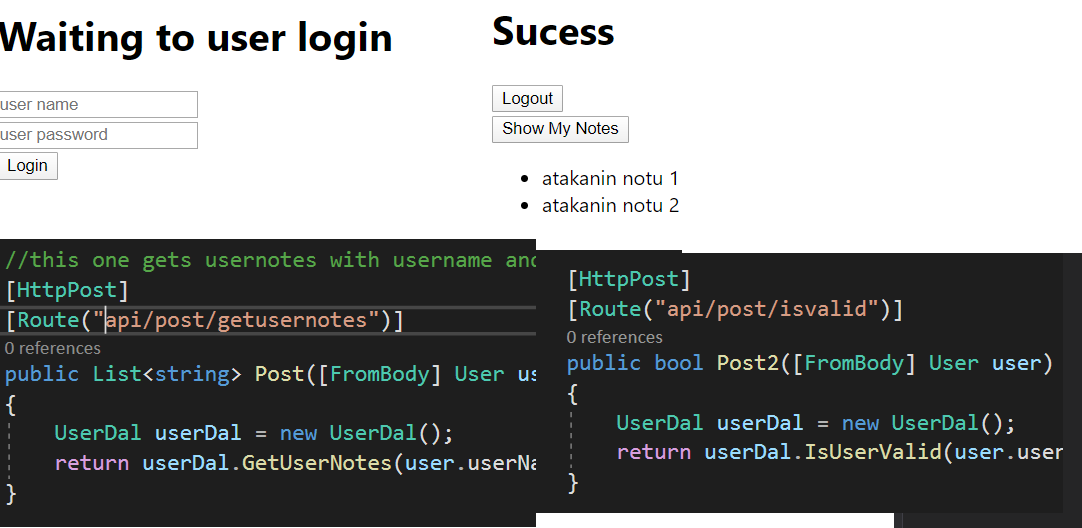 Waiting to user login
user name
user password
Login
Sucess
Logout
Show My Notes
• atakanin notu 1
• atakanin notu 2
//this one gets usernotes with username and
[HttpPost]
[Route("api/post/getusernotes")]
0 references
public List<string> Post([FromBody] User us
{
UserDal userDal = new UserDal();
return userDal.GetUserNotes(user.userNa
}
[HttpPost]
[Route("api/post/isvalid")]
0 references
public bool Post2([FromBody] User user)
{
UserDal userDal = new UserDal();
return userDal.IsUserValid(user.user
}